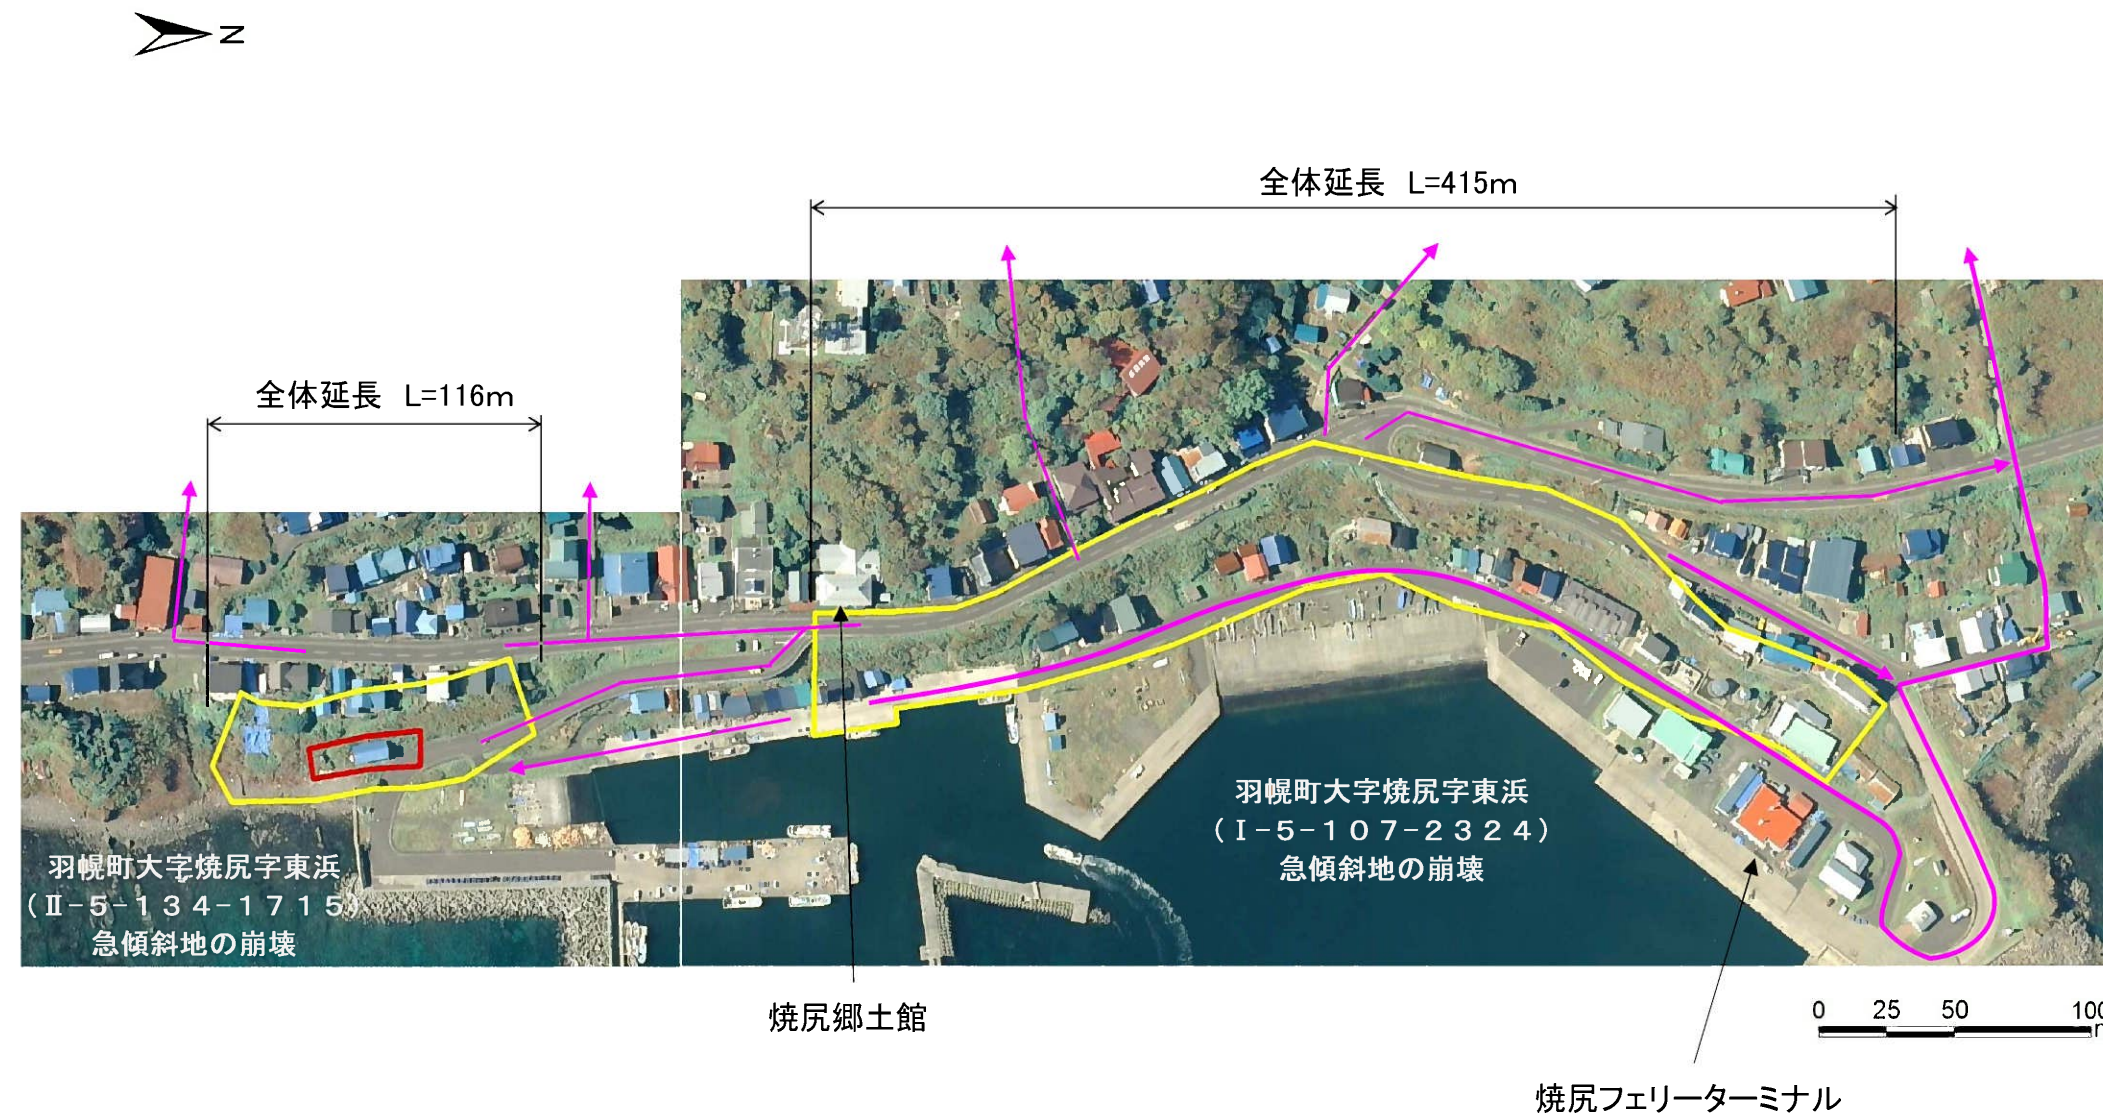 N
全体延長 L=415m
全体延長 L=116m
羽幌町大字焼尻字東浜
（Ⅰ-５-１０７-２３２４）
急傾斜地の崩壊
羽幌町大字焼尻字東浜
（Ⅱ-５-１３４-１７１５）
急傾斜地の崩壊
焼尻郷土館
0 25 50 100
m
焼尻フェリーターミナル